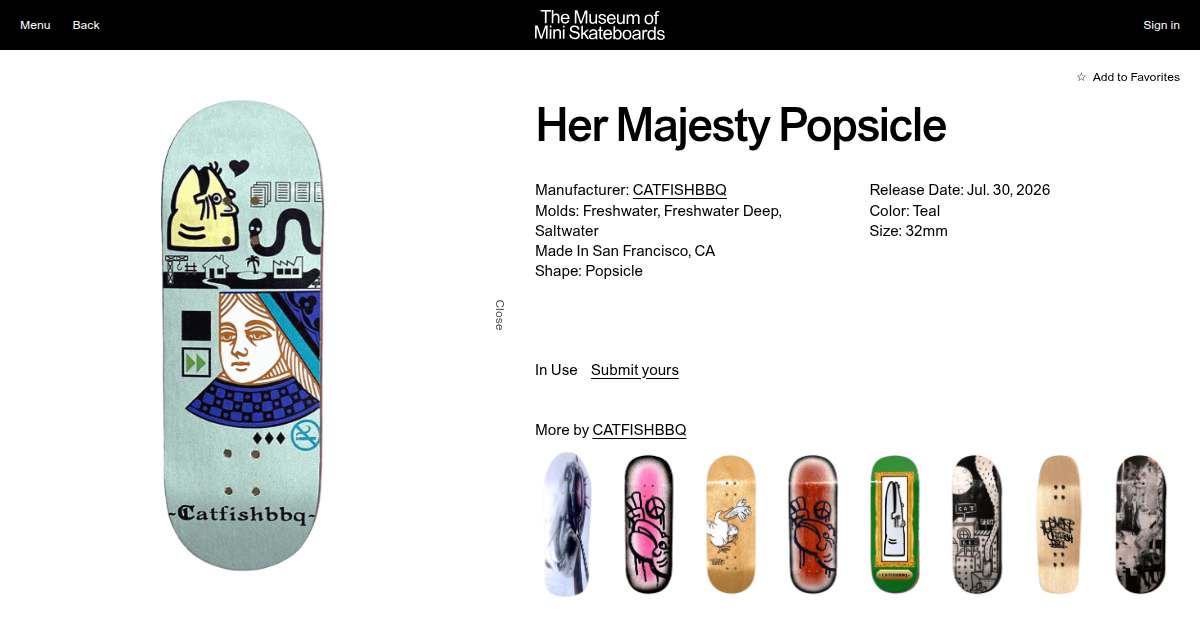 Menu
Back
The Museum of
Mini Skateboards
Sign in
☆ Add to Favorites
Her Majesty Popsicle
Manufacturer: CATFISHBBQ
Molds: Freshwater, Freshwater Deep,
Saltwater
Made In San Francisco, CA
Shape: Popsicle
Release Date: Jul. 30, 2026
Color: Teal
Size: 32mm
Close
In Use
Submit yours
More by CATFISHBBQ
~Catfishbbq~
CAT
CATFISHBBQ